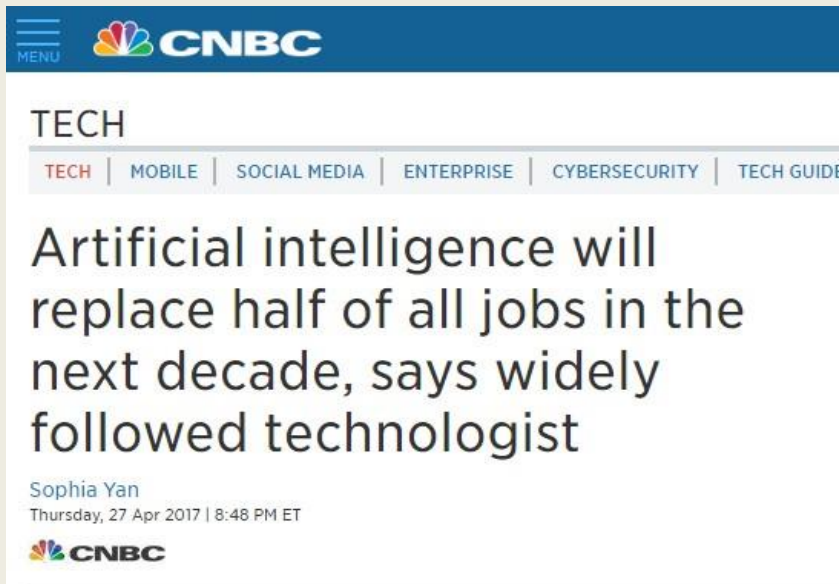 MENU
CNBC
TECH
TECH | MOBILE | SOCIAL MEDIA | ENTERPRISE | CYBERSECURITY | TECH GUIDE
Artificial intelligence will
replace half of all jobs in the
next decade, says widely
followed technologist
Sophia Yan
Thursday, 27 Apr 2017 | 8:48 PM ET
CNBC